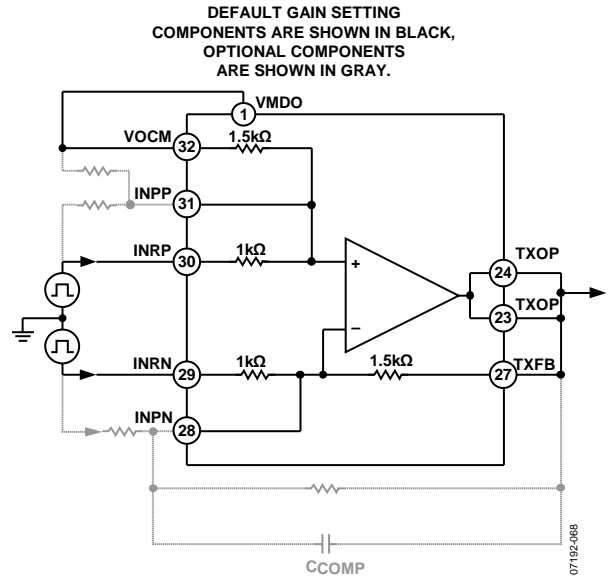 DEFAULT GAIN SETTING
COMPONENTS ARE SHOWN IN BLACK,
OPTIONAL COMPONENTS
ARE SHOWN IN GRAY.
1 VMDO
VOCM 32 1.5kΩ
INPP 31
INRP 30 1kΩ
+
24 TXOP
23 TXOP
−
INRN 29 1kΩ 1.5kΩ 27 TXFB
INPN 28
CCOMP
07192-068